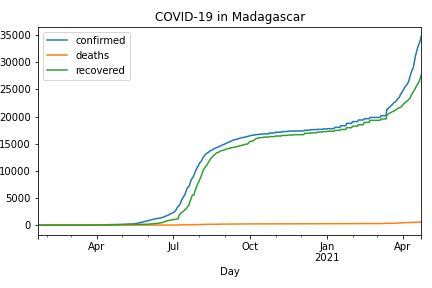 COVID-19 in Madagascar
confirmed
deaths
recovered
35000
30000
25000
20000
15000
10000
5000
0
Apr Jul Oct Jan Apr
2021
Day